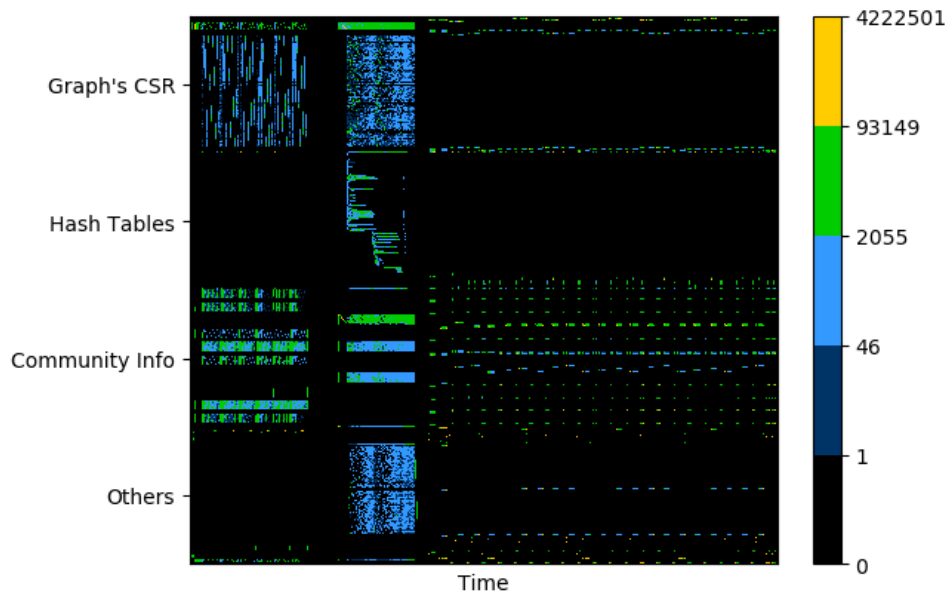 Graph's CSR
Hash Tables
Community Info
Others
Time
4222501
93149
2055
46
1
0